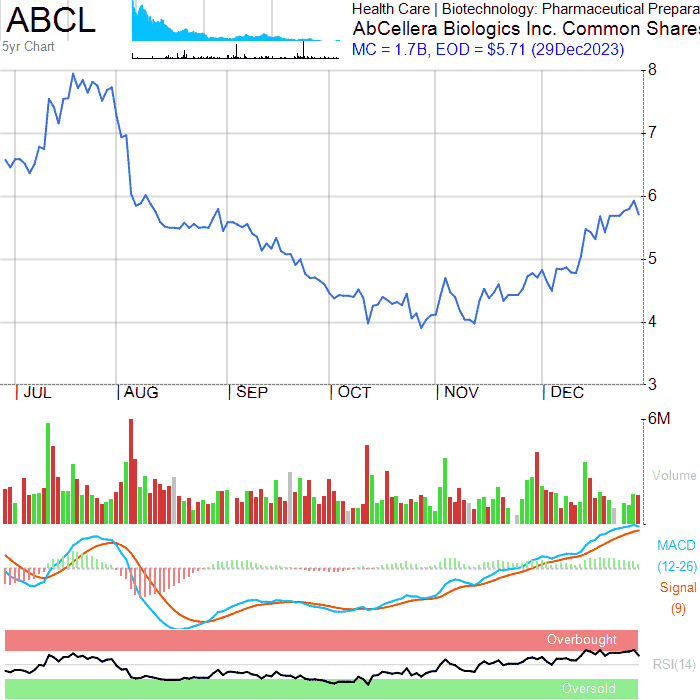 ABCL
5yr Chart
Health Care | Biotechnology: Pharmaceutical Prepara
AbCellera Biologics Inc. Common Shares
MC = 1.7B, EOD = $5.71 (29Dec2023)
8
7
6
5
4
3
JUL AUG SEP OCT NOV DEC
6M
Volume
MACD
(12-26)
Signal
(9)
Overbought
RSI(14)
Oversold